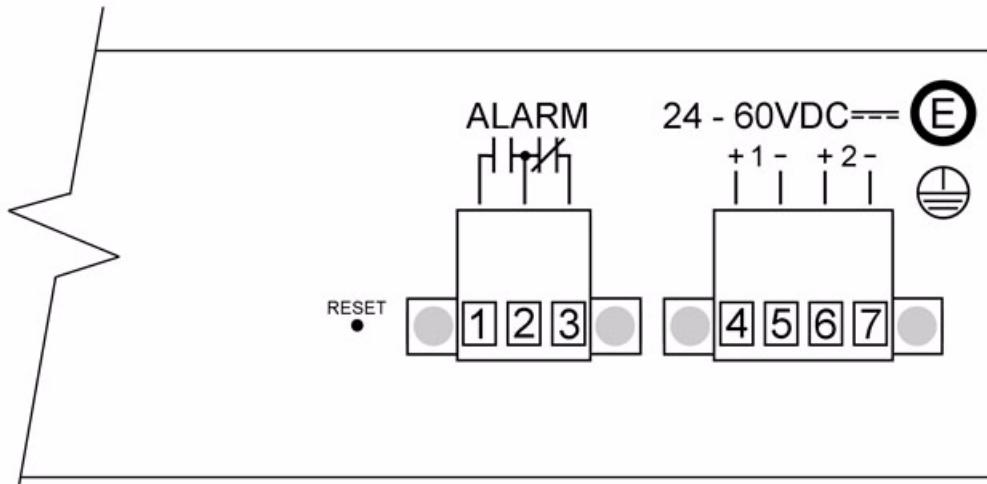 ALARM
24 - 60VDC
E
+ 1 - + 2 -
RESET
1 2 3
4 5 6 7